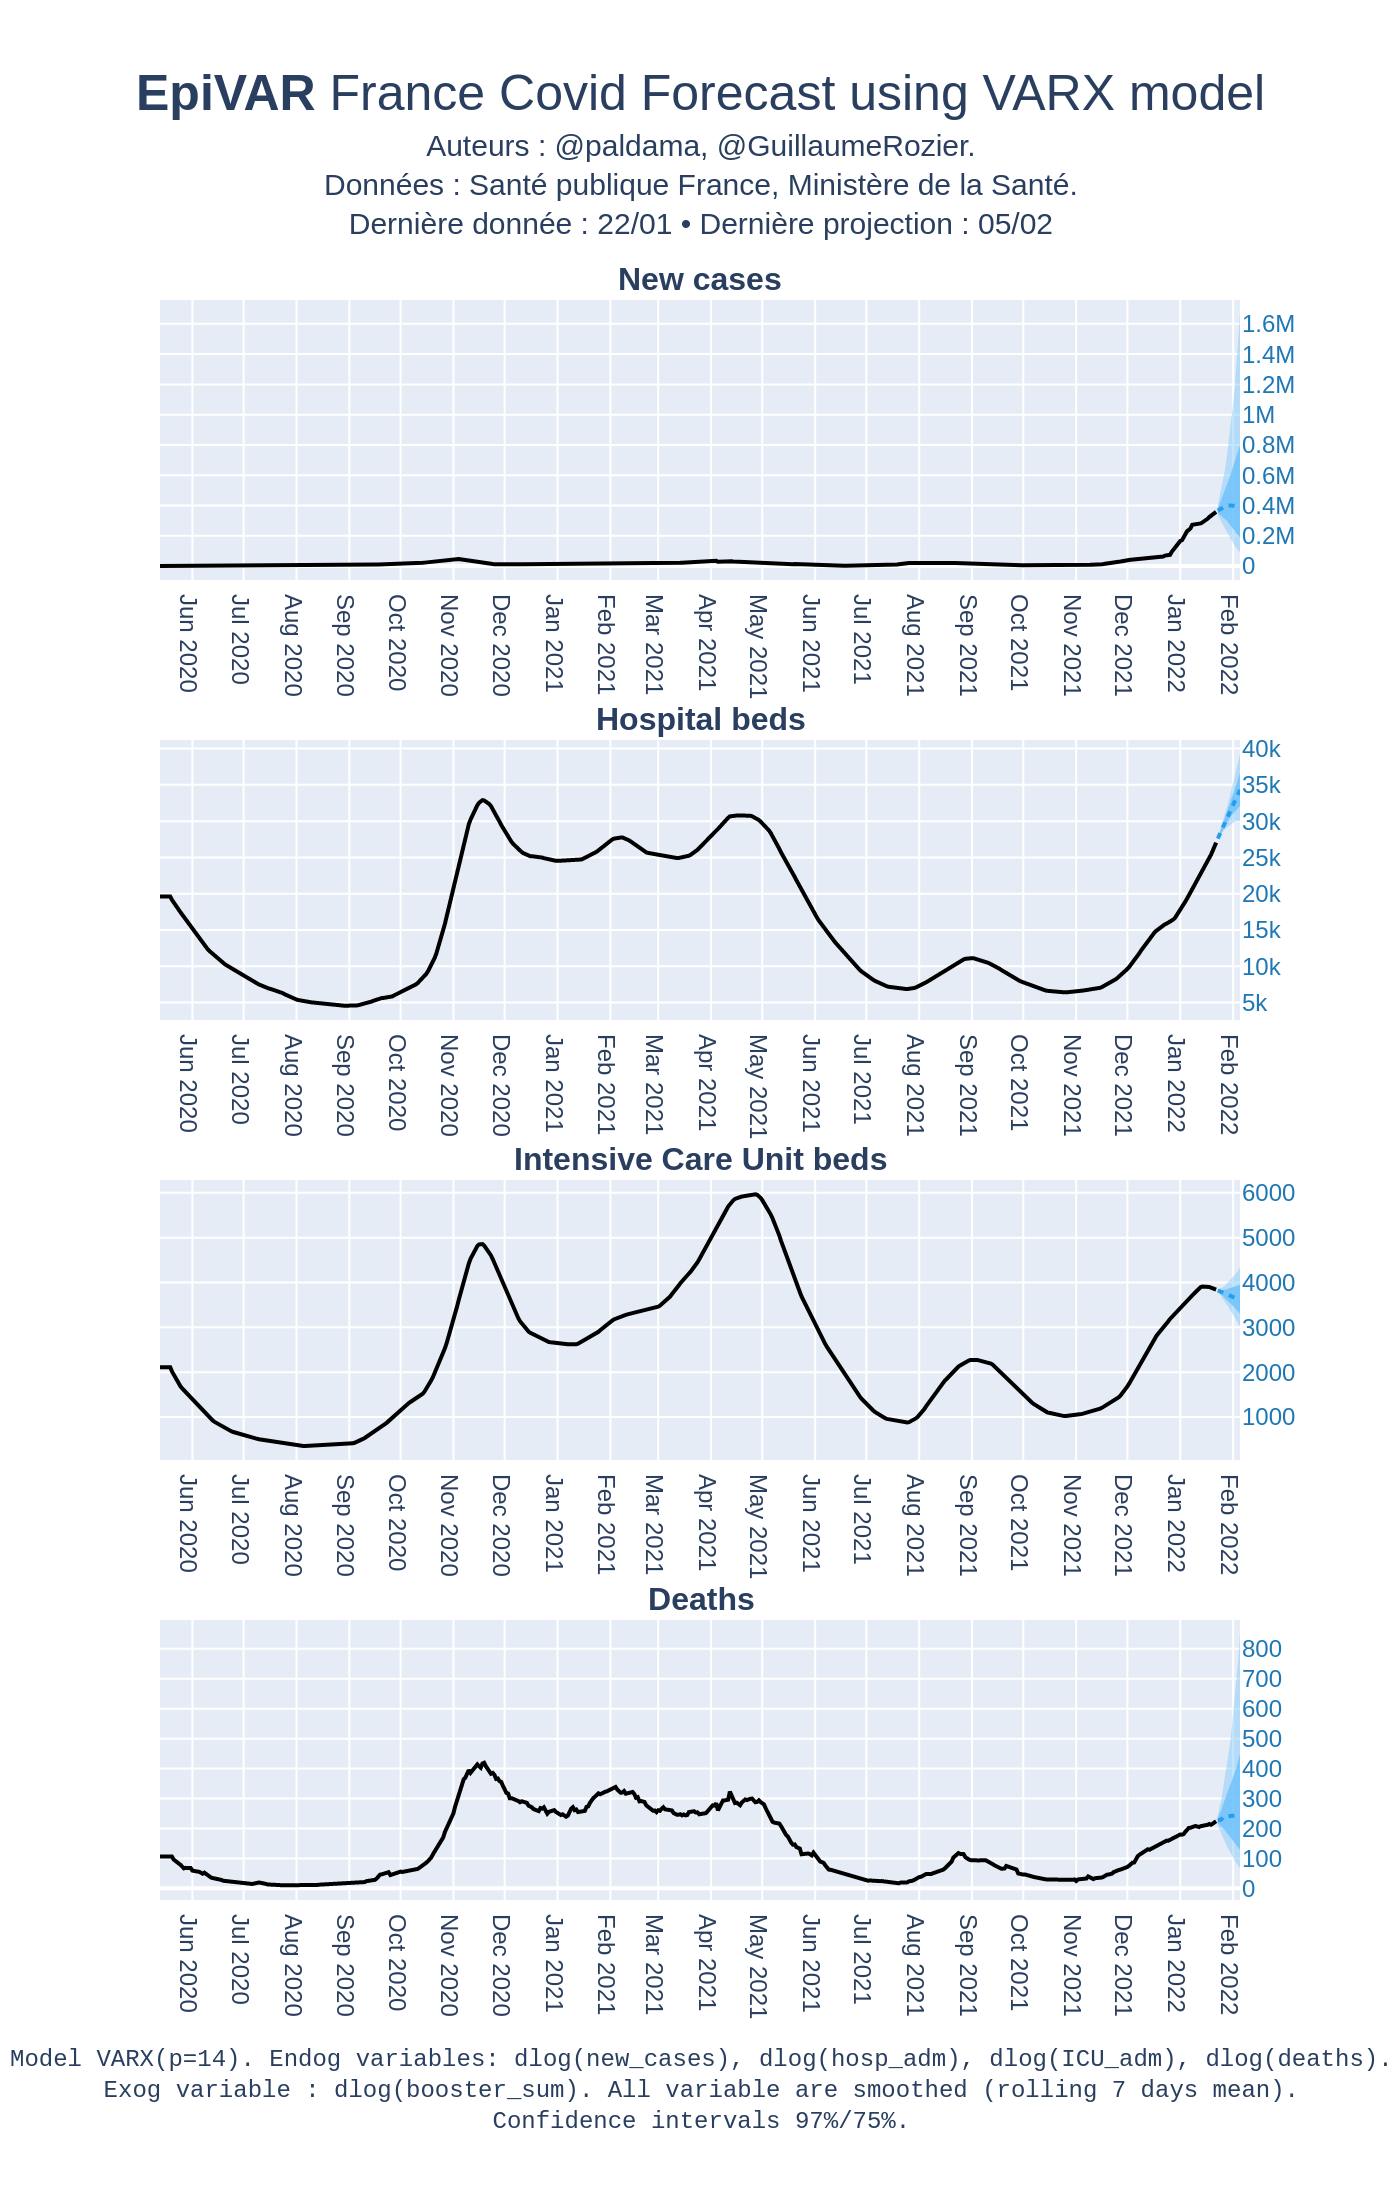 EpiVAR France Covid Forecast using VARX model
Auteurs : @paldama, @GuillaumeRozier.
Données : Santé publique France, Ministère de la Santé.
Dernière donnée : 22/01 • Dernière projection : 05/02
New cases
1.6M
1.4M
1.2M
1M
0.8M
0.6M
0.4M
0.2M
0
Jun 2020
Jul 2020
Aug 2020
Sep 2020
Oct 2020
Nov 2020
Dec 2020
Jan 2021
Feb 2021
Mar 2021
Apr 2021
May 2021
Jun 2021
Jul 2021
Aug 2021
Sep 2021
Oct 2021
Nov 2021
Dec 2021
Jan 2022
Feb 2022
Hospital beds
40k
35k
30k
25k
20k
15k
10k
5k
Jun 2020
Jul 2020
Aug 2020
Sep 2020
Oct 2020
Nov 2020
Dec 2020
Jan 2021
Feb 2021
Mar 2021
Apr 2021
May 2021
Jun 2021
Jul 2021
Aug 2021
Sep 2021
Oct 2021
Nov 2021
Dec 2021
Jan 2022
Feb 2022
Intensive Care Unit beds
6000
5000
4000
3000
2000
1000
Jun 2020
Jul 2020
Aug 2020
Sep 2020
Oct 2020
Nov 2020
Dec 2020
Jan 2021
Feb 2021
Mar 2021
Apr 2021
May 2021
Jun 2021
Jul 2021
Aug 2021
Sep 2021
Oct 2021
Nov 2021
Dec 2021
Jan 2022
Feb 2022
Deaths
800
700
600
500
400
300
200
100
0
Jun 2020
Jul 2020
Aug 2020
Sep 2020
Oct 2020
Nov 2020
Dec 2020
Jan 2021
Feb 2021
Mar 2021
Apr 2021
May 2021
Jun 2021
Jul 2021
Aug 2021
Sep 2021
Oct 2021
Nov 2021
Dec 2021
Jan 2022
Feb 2022
Model VARX(p=14). Endog variables: dlog(new_cases), dlog(hosp_adm), dlog(ICU_adm), dlog(deaths).
Exog variable : dlog(booster_sum). All variable are smoothed (rolling 7 days mean).
Confidence intervals 97%/75%.